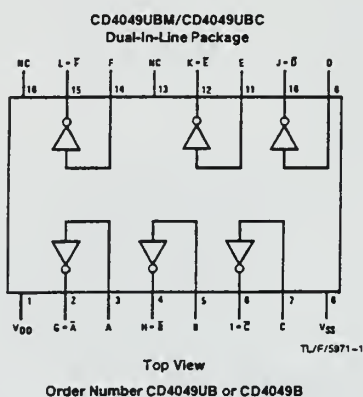 CD4049UBM/CD4049UBC
Dual-In-Line Package
NC L=F̅ F NC K=E̅ E J=D̅ D
16 15 14 13 12 11 10 6
1 2 3 4 5 6 7 8
VDD G=A̅ A H=B̅ B I=C̅ C VSS
TL/F/5971-1
Top View
Order Number CD4049UB or CD4049B